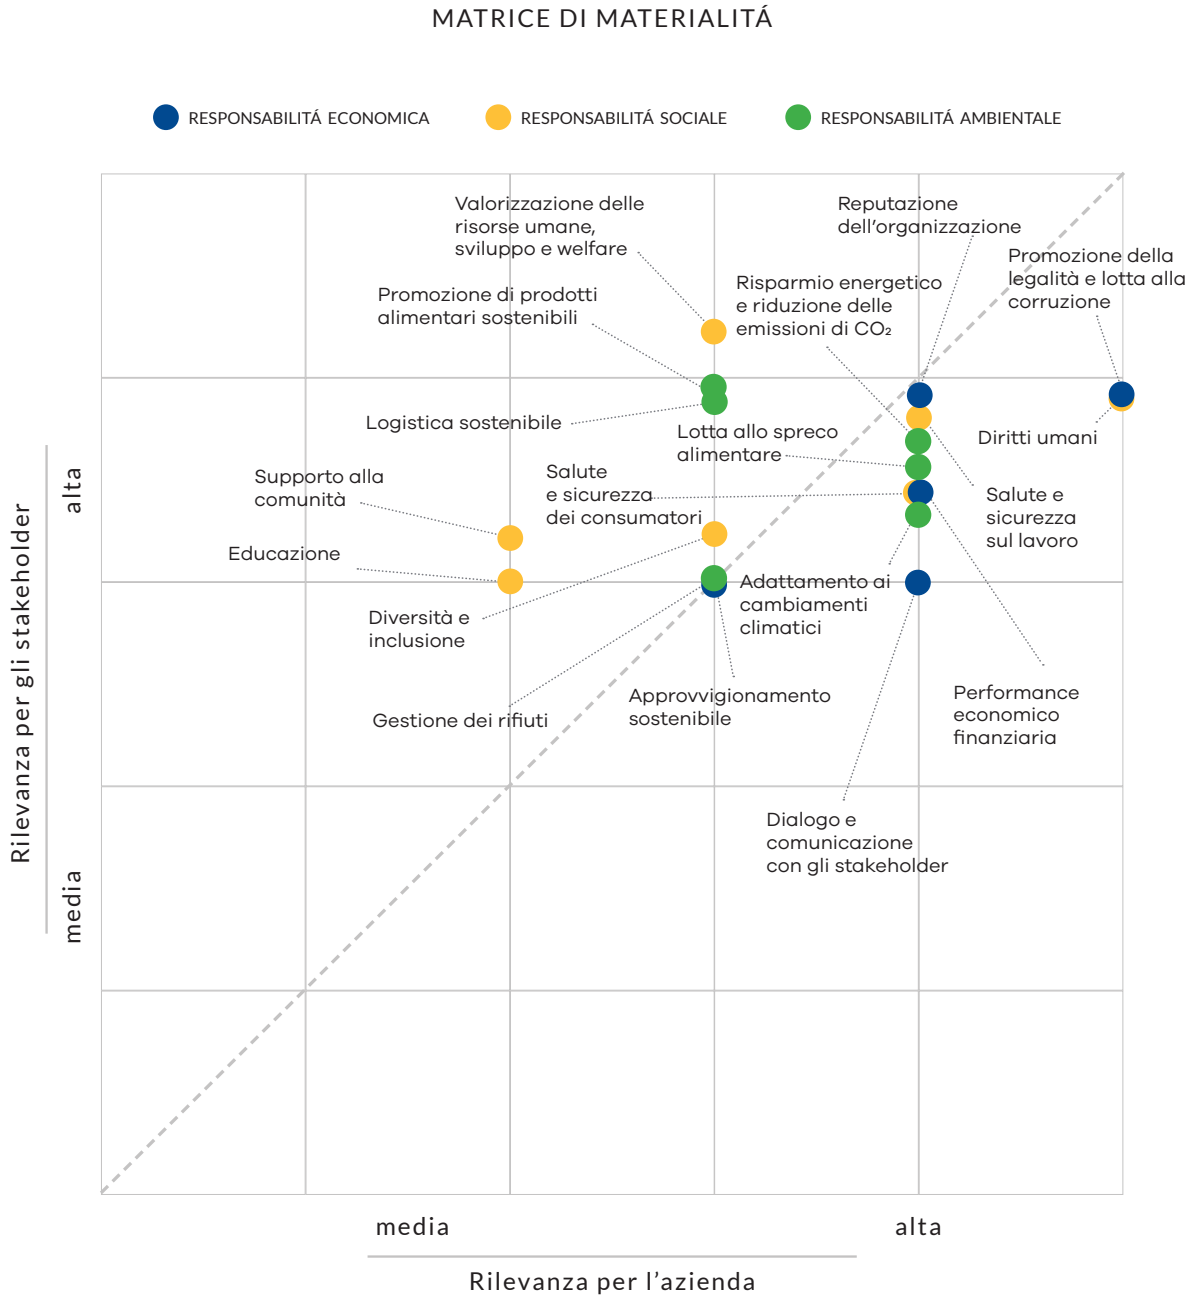 MATRICE DI MATERIALITÁ
RESPONSABILITÁ ECONOMICA
RESPONSABILITÁ SOCIALE
RESPONSABILITÁ AMBIENTALE
Valorizzazione delle
risorse umane,
sviluppo e welfare
Reputazione
dell’organizzazione
Promozione della
legalità e lotta alla
corruzione
Risparmio energetico
e riduzione delle
emissioni di CO₂
Promozione di prodotti
alimentari sostenibili
Logistica sostenibile
Lotta allo spreco
alimentare
Diritti umani
Supporto alla
comunità
Salute
e sicurezza
dei consumatori
Salute e
sicurezza
sul lavoro
Educazione
Adattamento ai
cambiamenti
climatici
Diversità e
inclusione
Approvvigionamento
sostenibile
Gestione dei rifiuti
Performance
economico
finanziaria
Dialogo e
comunicazione
con gli stakeholder
Rilevanza per gli stakeholder
alta
media
media
alta
Rilevanza per l’azienda